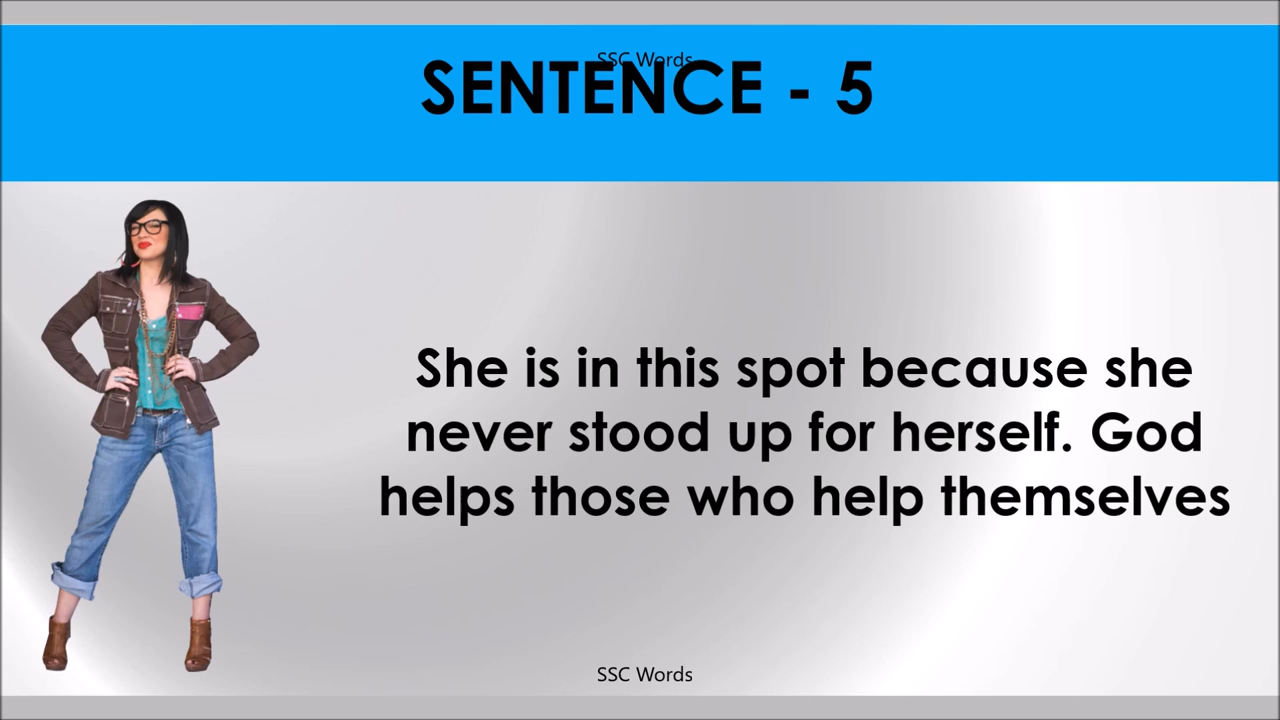 SSC Words
SENTENCE - 5
She is in this spot because she
never stood up for herself. God
helps those who help themselves
SSC Words